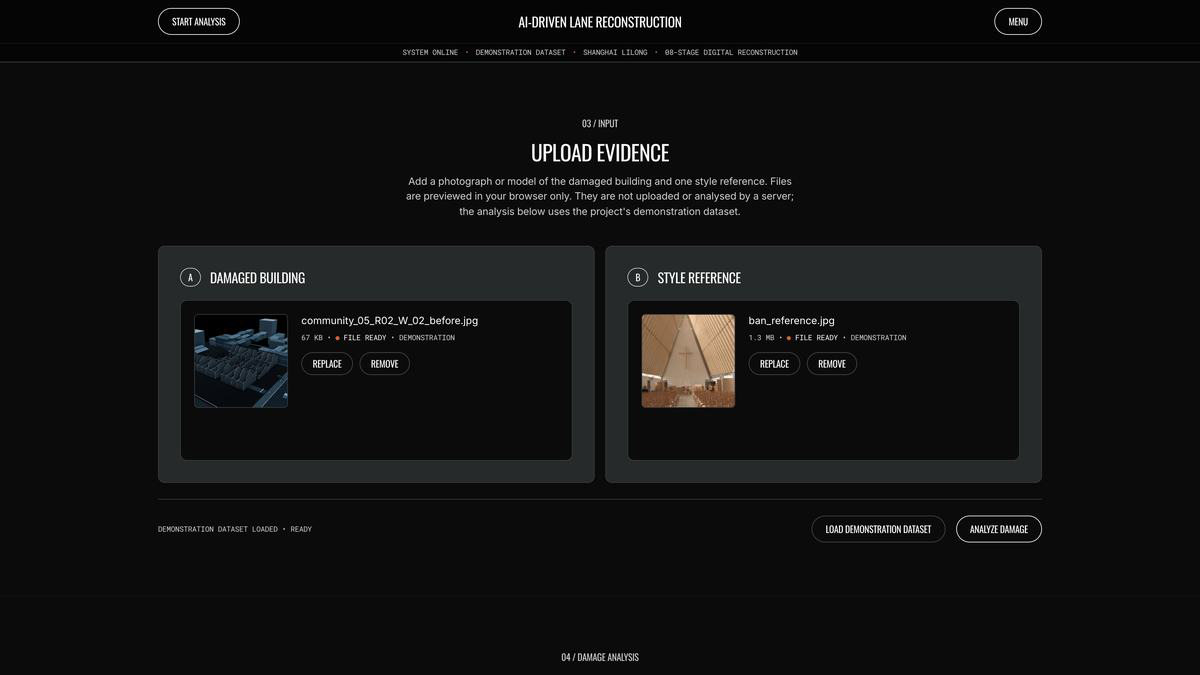 START ANALYSIS
AI-DRIVEN LANE RECONSTRUCTION
MENU
SYSTEM ONLINE • DEMONSTRATION DATASET • SHANGHAI LILONG • 08-STAGE DIGITAL RECONSTRUCTION
03 / INPUT
UPLOAD EVIDENCE
Add a photograph or model of the damaged building and one style reference. Files
are previewed in your browser only. They are not uploaded or analysed by a server;
the analysis below uses the project's demonstration dataset.
A DAMAGED BUILDING
community_05_R02_W_02_before.jpg
67 KB • ● FILE READY • DEMONSTRATION
REPLACE REMOVE
B STYLE REFERENCE
ban_reference.jpg
1.3 MB • ● FILE READY • DEMONSTRATION
REPLACE REMOVE
DEMONSTRATION DATASET LOADED • READY
LOAD DEMONSTRATION DATASET
ANALYZE DAMAGE
04 / DAMAGE ANALYSIS